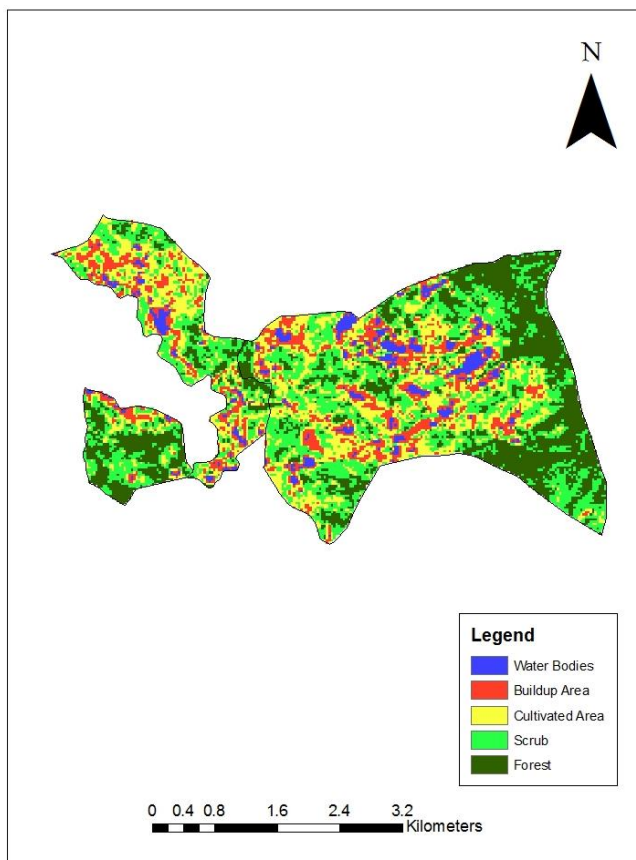 N
Legend
Water Bodies
Buildup Area
Cultivated Area
Scrub
Forest
0 0.4 0.8 1.6 2.4 3.2
Kilometers